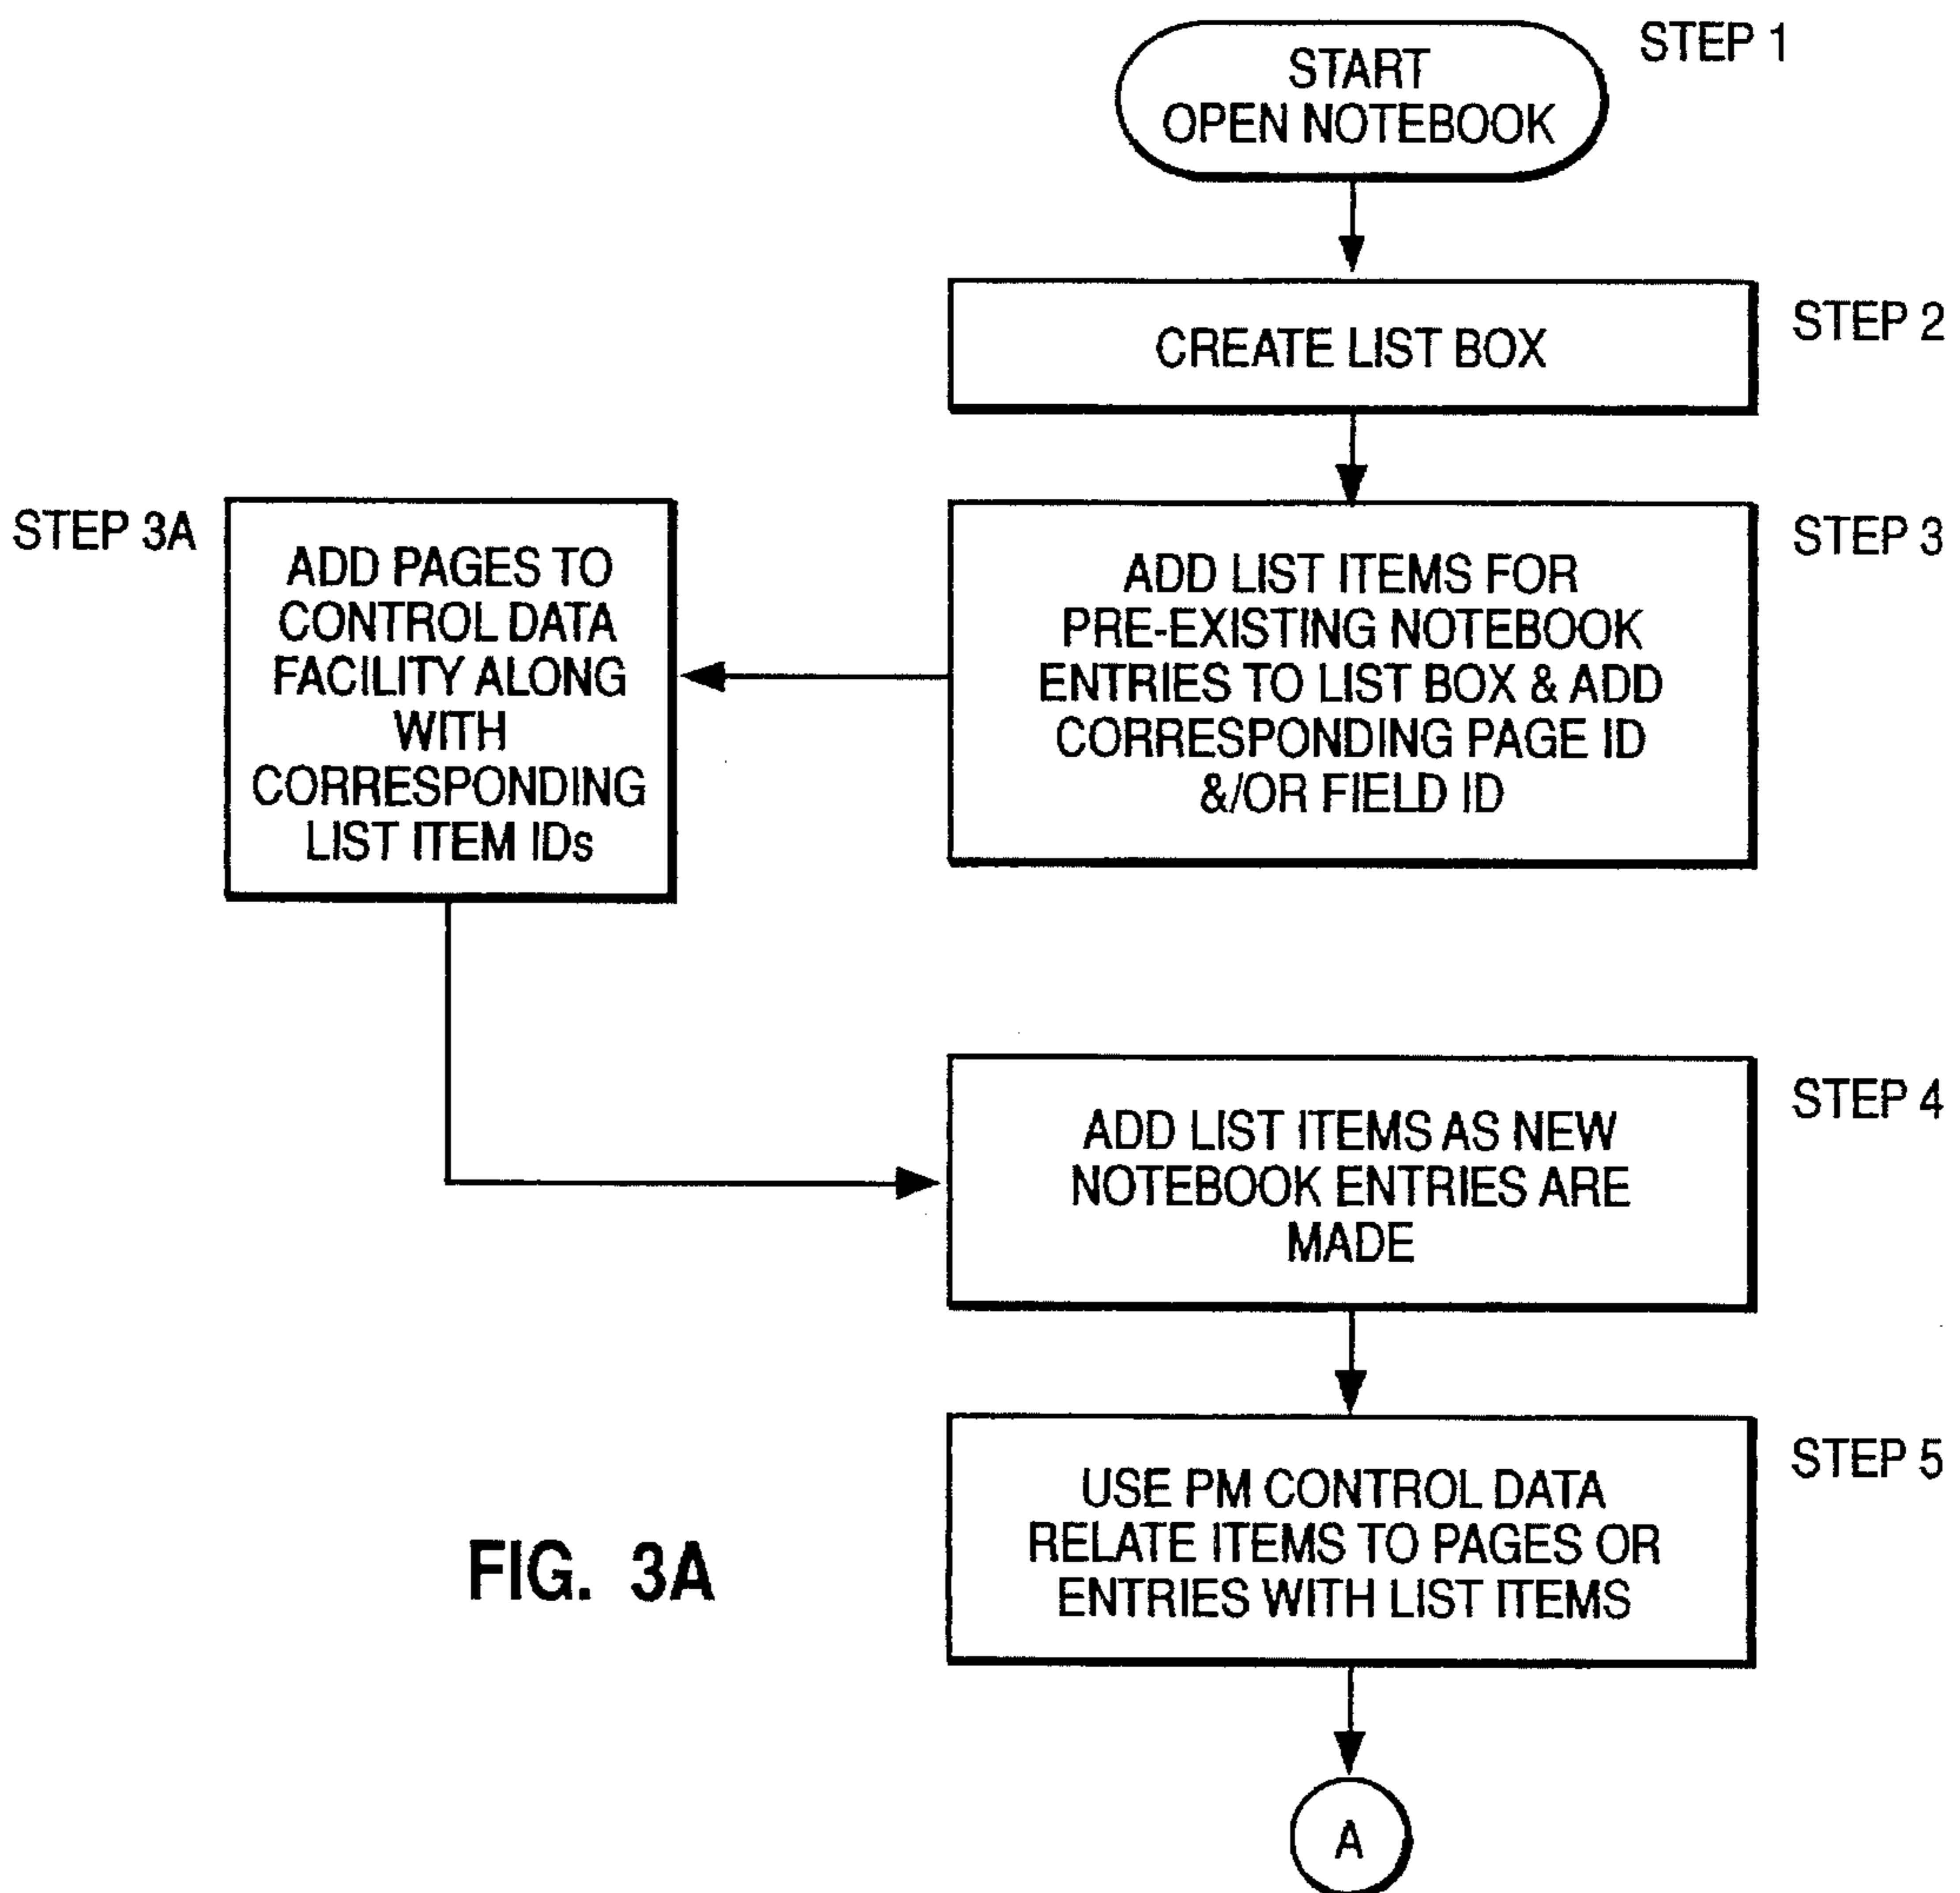 STEP 1
START
OPEN NOTEBOOK
STEP 2
CREATE LIST BOX
STEP 3
ADD LIST ITEMS FOR
PRE-EXISTING NOTEBOOK
ENTRIES TO LIST BOX & ADD
CORRESPONDING PAGE ID
&/OR FIELD ID
STEP 3A
ADD PAGES TO
CONTROL DATA
FACILITY ALONG
WITH
CORRESPONDING
LIST ITEM IDs
STEP 4
ADD LIST ITEMS AS NEW
NOTEBOOK ENTRIES ARE
MADE
STEP 5
USE PM CONTROL DATA
RELATE ITEMS TO PAGES OR
ENTRIES WITH LIST ITEMS
FIG. 3A
A